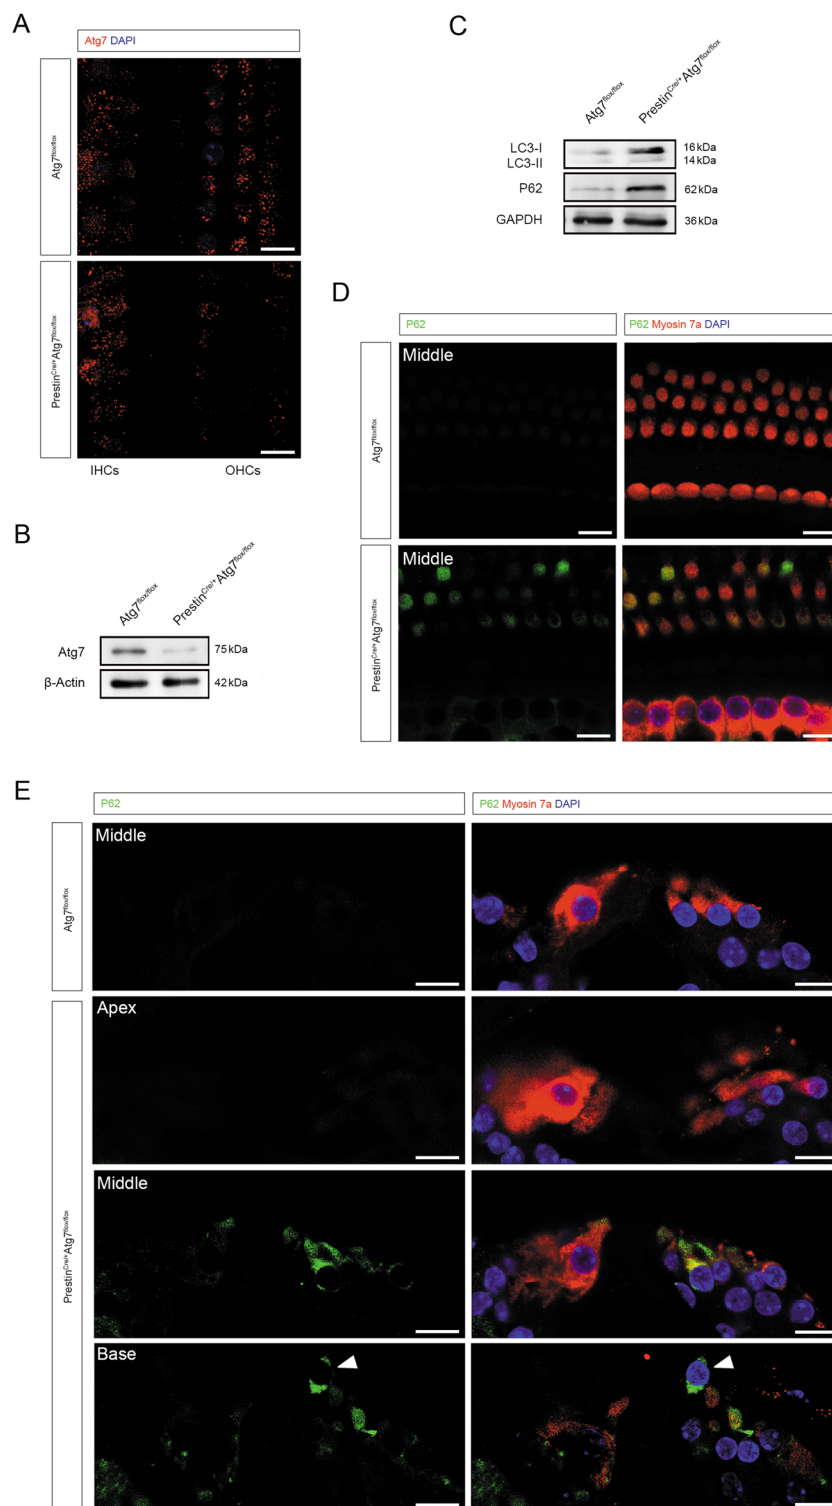 A
Atg7 DAPI
Atg7flox/flox
PrestinCre/+Atg7flox/flox
IHCs OHCs
B
Atg7flox/flox
PrestinCre/+Atg7flox/flox
Atg7 75 kDa
β-Actin 42 kDa
C
Atg7flox/flox
PrestinCre/+Atg7flox/flox
LC3-I 16 kDa
LC3-II 14 kDa
P62 62 kDa
GAPDH 36 kDa
D
P62
P62 Myosin 7a DAPI
Atg7flox/flox
Middle
PrestinCre/+Atg7flox/flox
Middle
E
P62
P62 Myosin 7a DAPI
Atg7flox/flox
Middle
PrestinCre/+Atg7flox/flox
Apex
Middle
Base